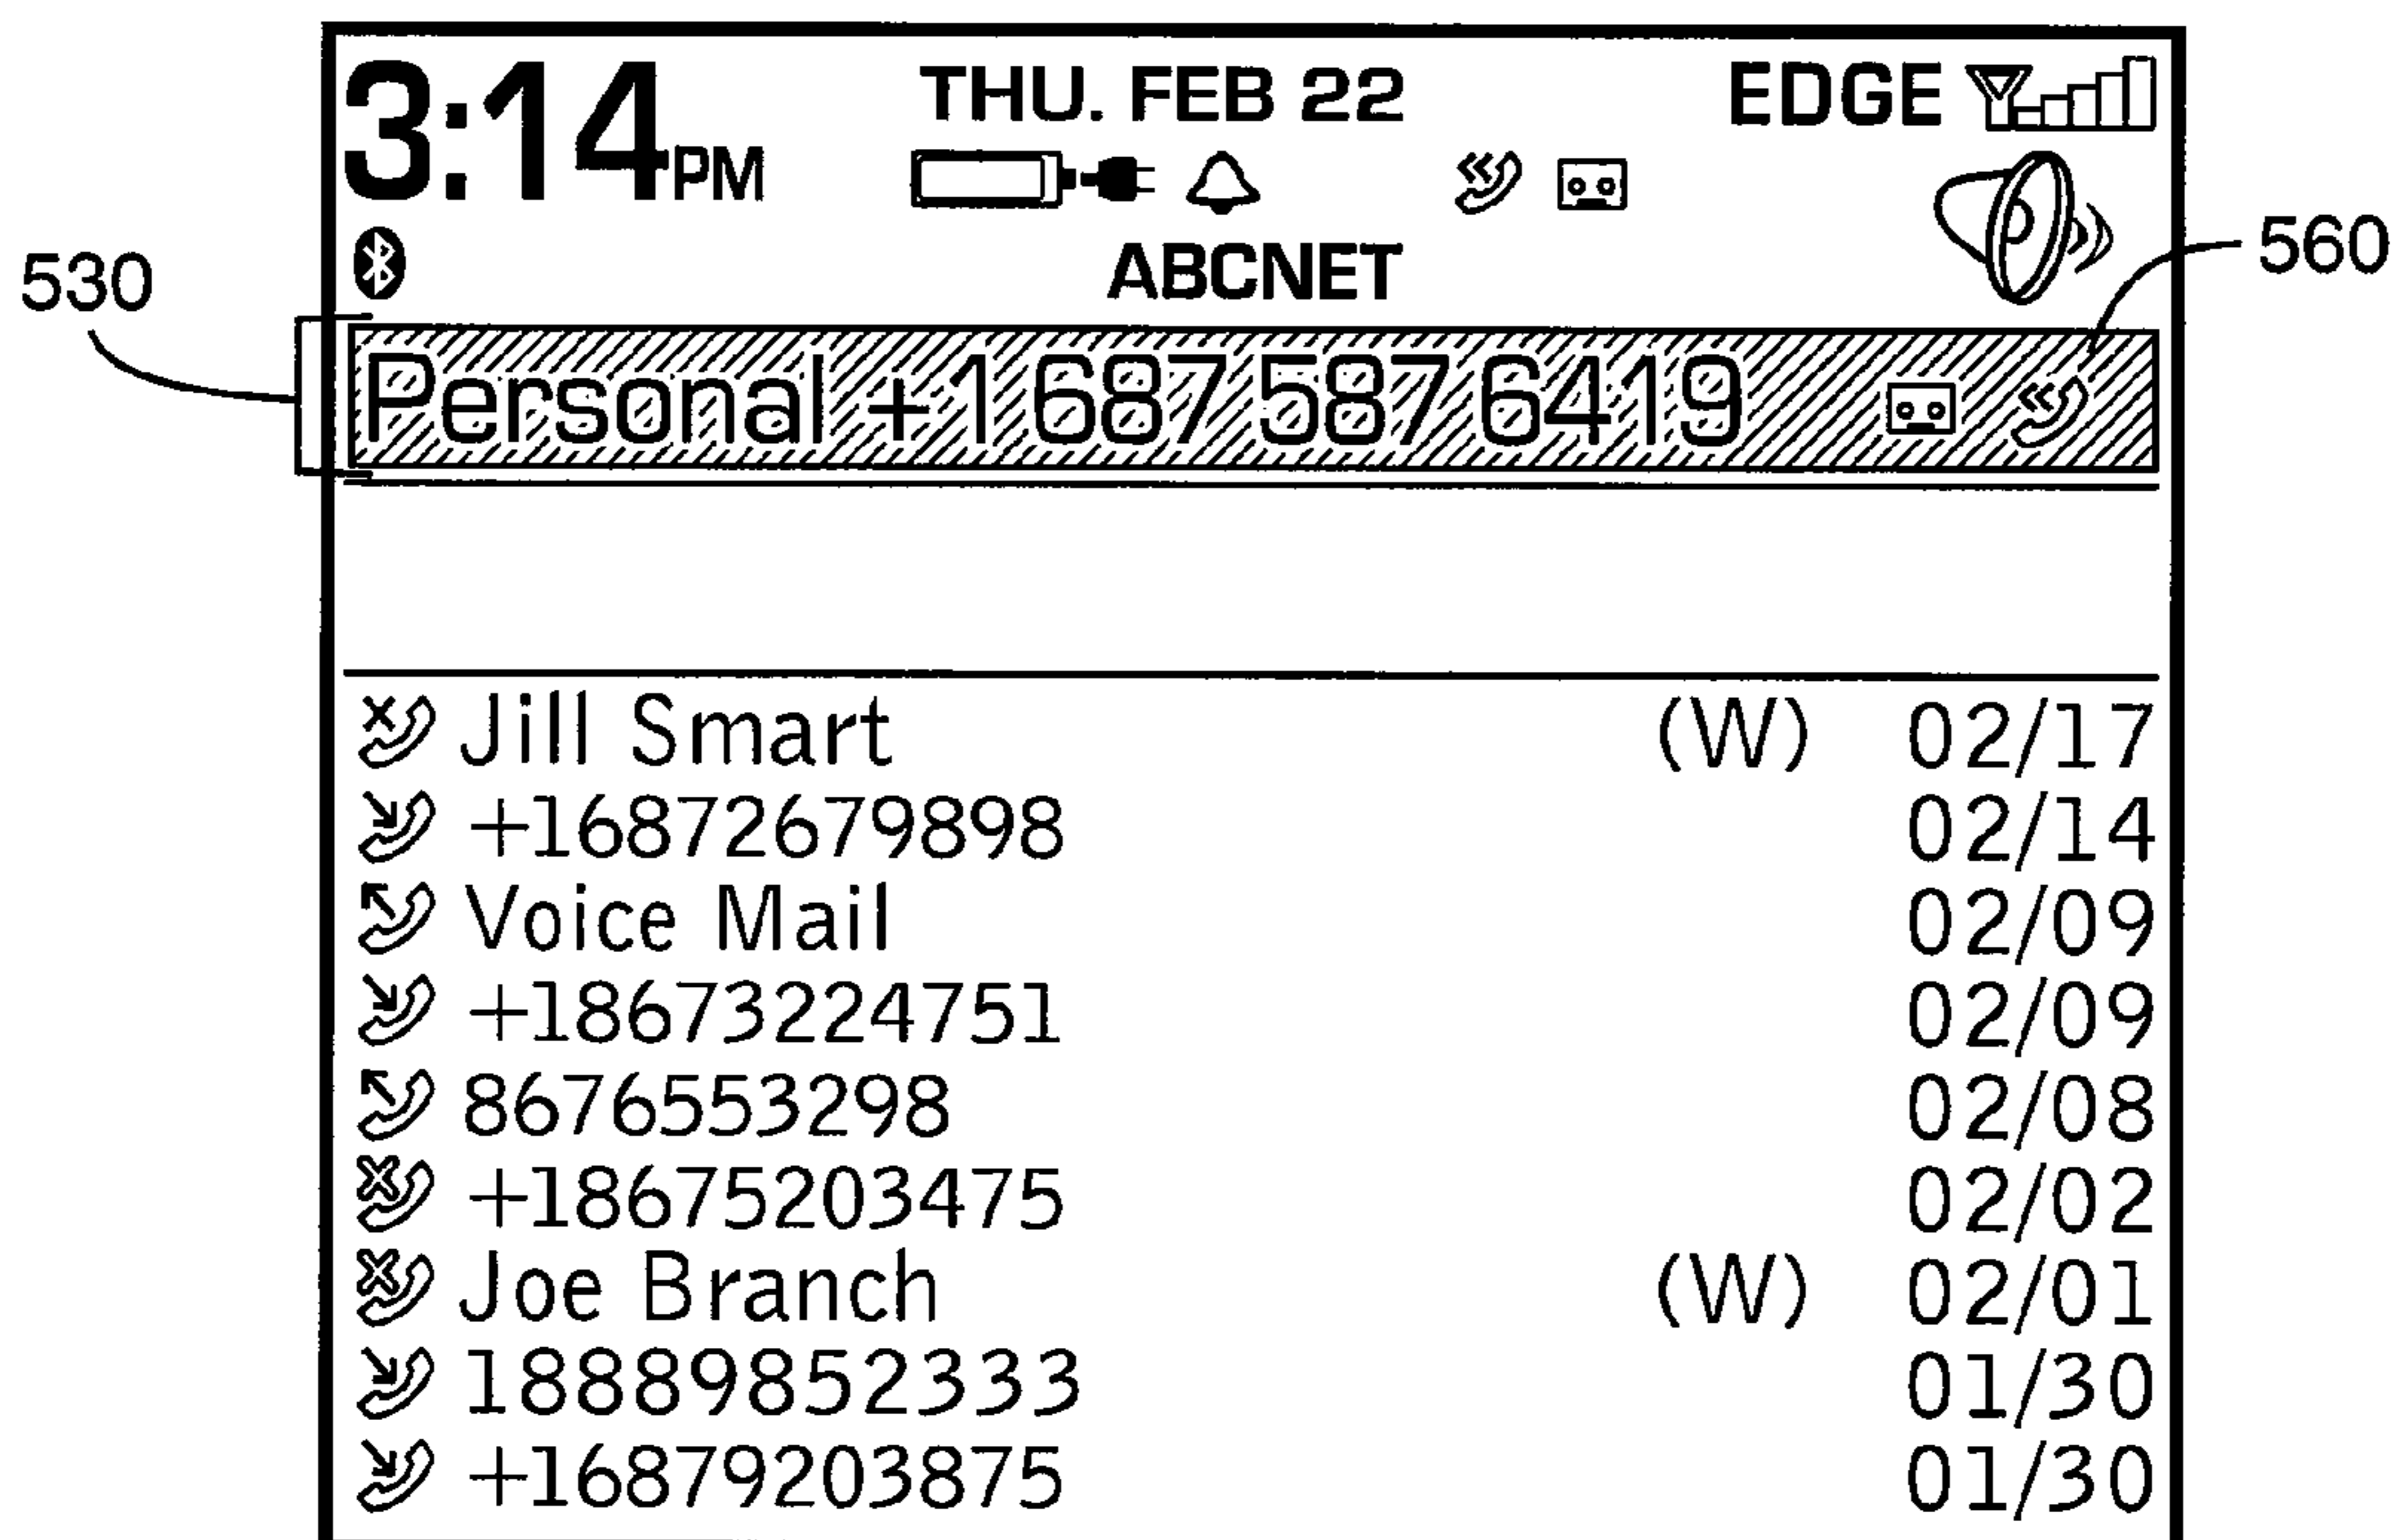 3:14PM THU. FEB 22 EDGE
ABCNET
530
560
Personal +1 687 587 6419
Jill Smart (W) 02/17
+16872679898 02/14
Voice Mail 02/09
+18673224751 02/09
8676553298 02/08
+18675203475 02/02
Joe Branch (W) 02/01
18889852333 01/30
+16879203875 01/30